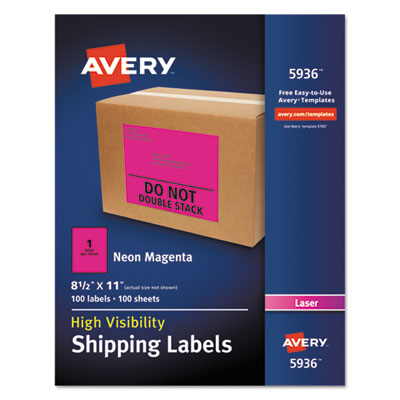 AVERY
5936™
Free Easy-to-Use
Avery® Templates
avery.com/templates
Use Avery® template 5165™
DO NOT
DOUBLE STACK
1
label
per sheet
Neon Magenta
8½" X 11" (actual size not shown)
100 labels • 100 sheets
Laser
High Visibility
Shipping Labels
AVERY
5936™